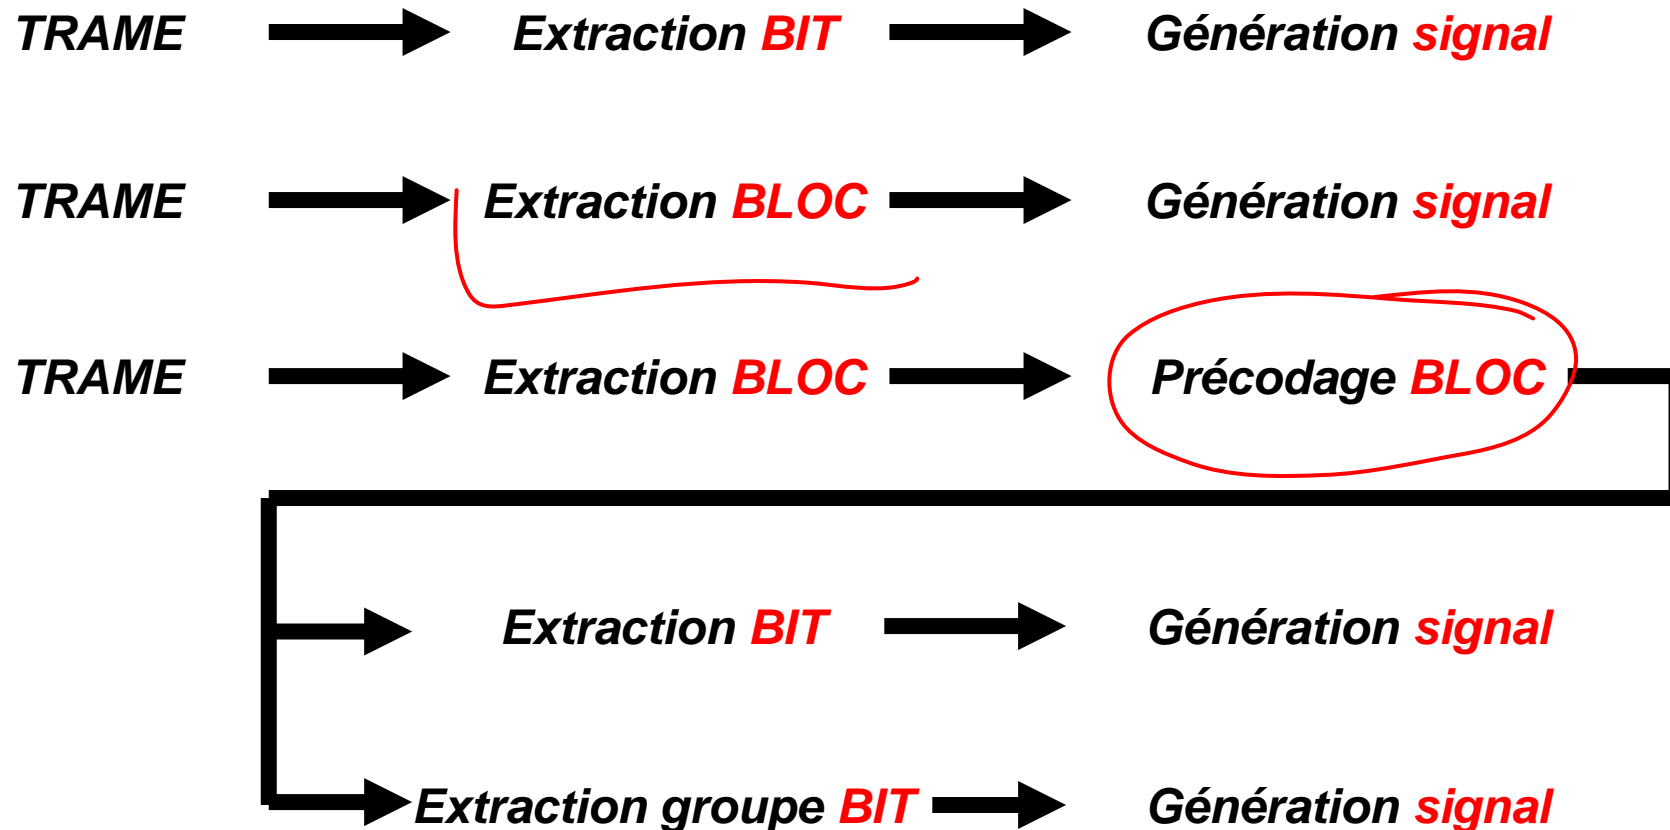 TRAME Extraction BIT Génération signal
TRAME Extraction BLOC Génération signal
TRAME Extraction BLOC Précodage BLOC
Extraction BIT Génération signal
Extraction groupe BIT Génération signal